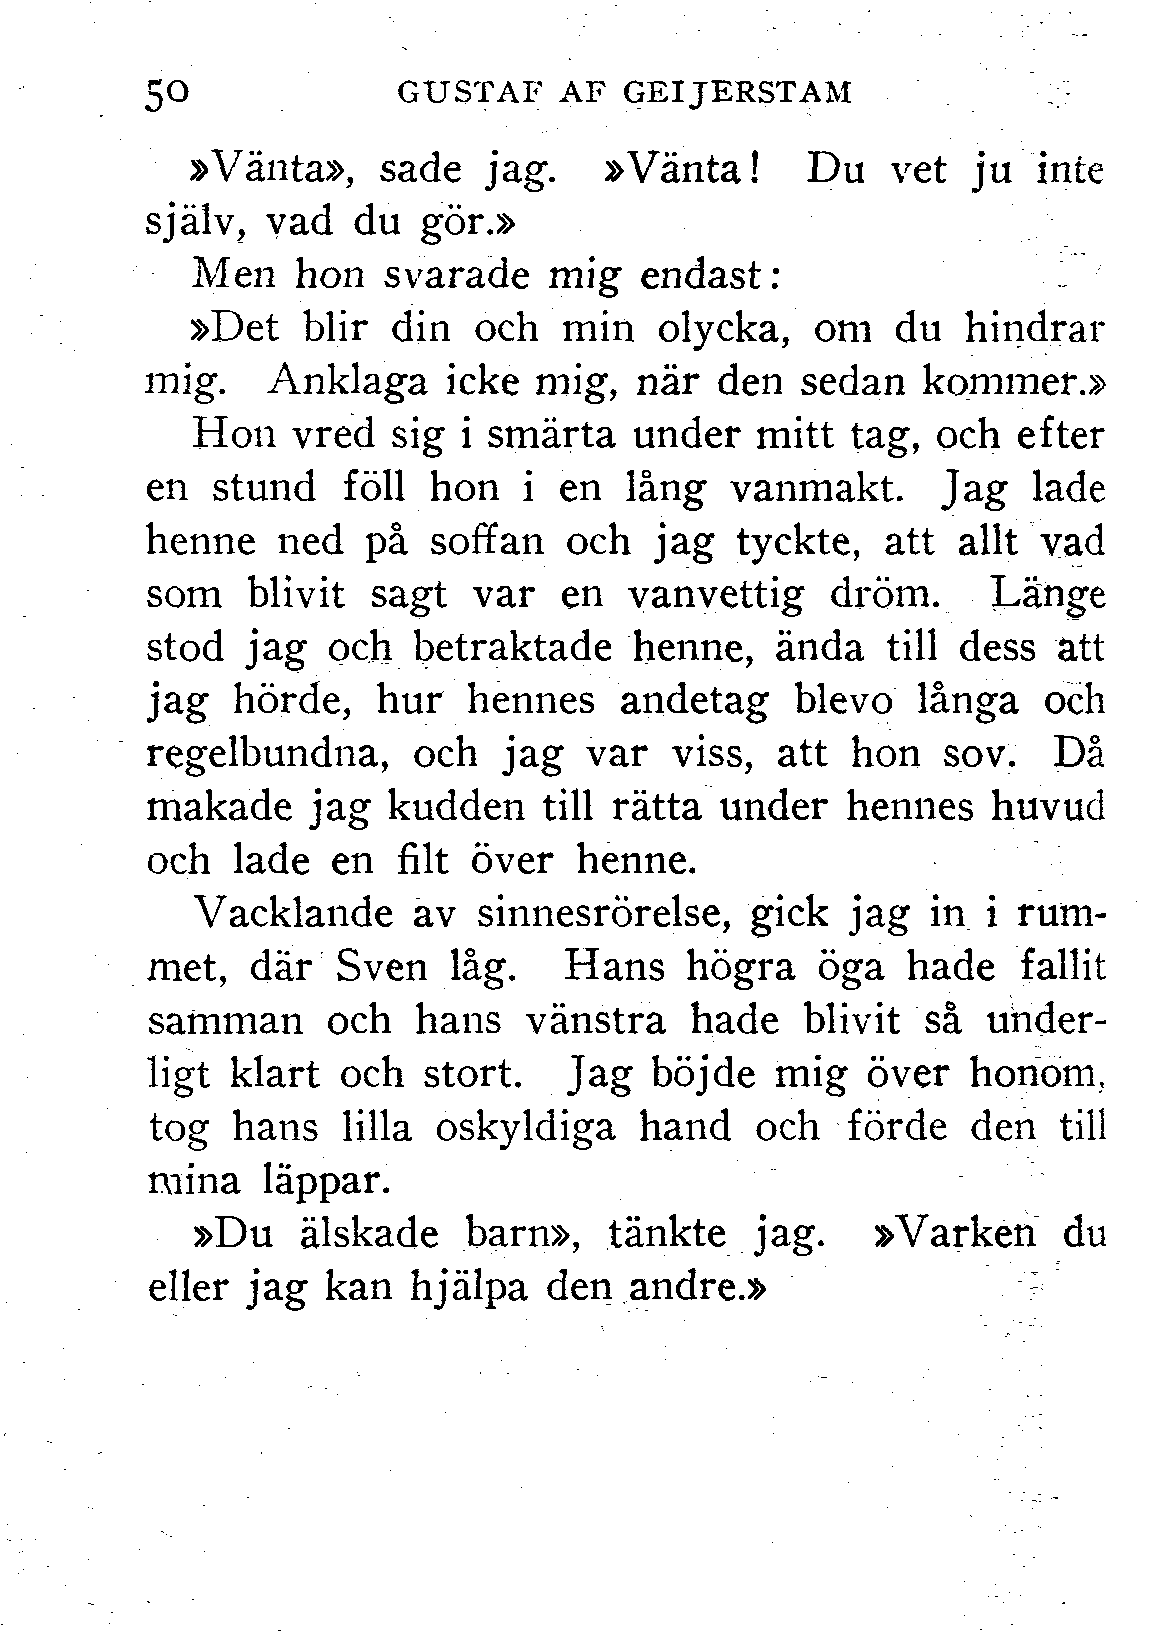 50 GUSTAF AF GEIJERSTAM
»Vänta», sade jag. »Vänta! Du vet ju inte
själv, vad du gör.»
Men hon svarade mig endast:
»Det blir din och min olycka, om du hindrar
mig. Anklaga icke mig, när den sedan kommer.»
Hon vred sig i smärta under mitt tag, och efter
en stund föll hon i en lång vanmakt. Jag lade
henne ned på soffan och jag tyckte, att allt vad
som blivit sagt var en vanvettig dröm. Länge
stod jag och betraktade henne, ända till dess att
jag hörde, hur hennes andetag blevo långa och
regelbundna, och jag var viss, att hon sov. Då
makade jag kudden till rätta under hennes huvud
och lade en filt över henne.
Vacklande av sinnesrörelse, gick jag in i rum-
met, där Sven låg. Hans högra öga hade fallit
samman och hans vänstra hade blivit så under-
ligt klart och stort. Jag böjde mig över honom,
tog hans lilla oskyldiga hand och förde den till
mina läppar.
»Du älskade barn», tänkte jag. »Varken du
eller jag kan hjälpa den andre.»